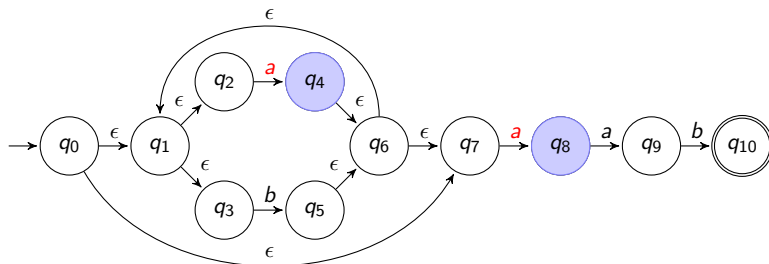 ϵ
q₂ a q₄
ϵ ϵ
q₀ ϵ q₁ q₆ ϵ q₇ a q₈ a q₉ b q₁₀
ϵ ϵ
q₃ b q₅
ϵ